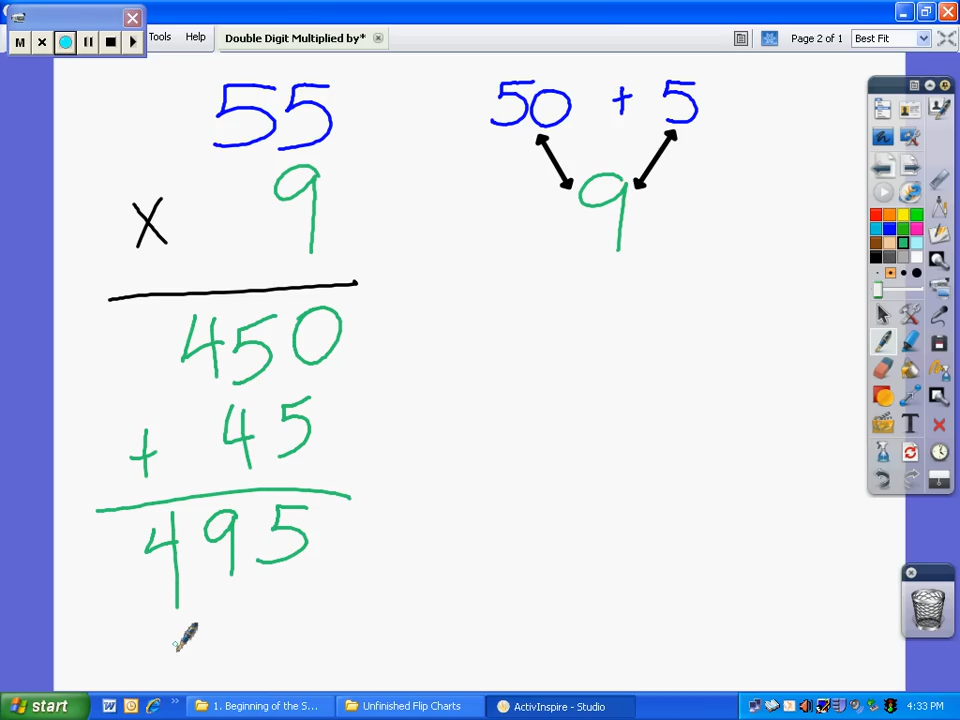 M
Tools Help Double Digit Multiplied by* Page 2 of 1 Best Fit
55 50 + 5
x 9 9
450
+ 45
495
T
start 1. Beginning of the S... Unfinished Flip Charts ActivInspire - Studio 4:33 PM